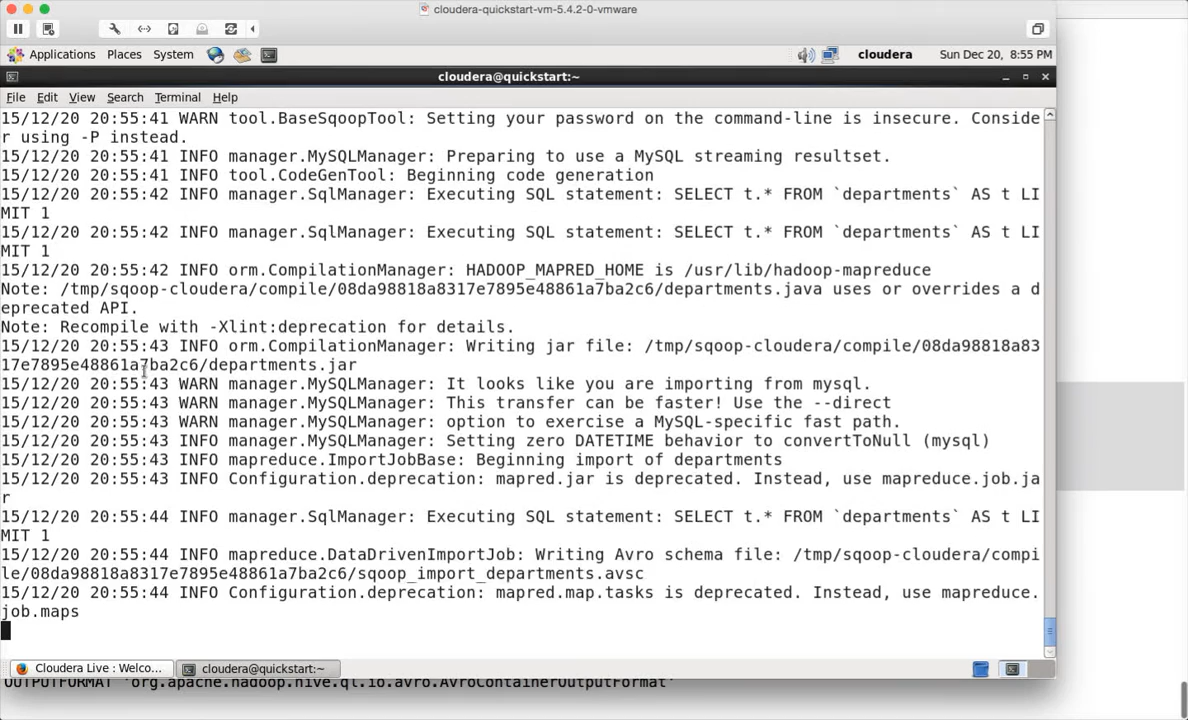 cloudera-quickstart-vm-5.4.2-0-vmware
Applications Places System cloudera Sun Dec 20, 8:55 PM
cloudera@quickstart:~
File Edit View Search Terminal Help
15/12/20 20:55:41 WARN tool.BaseSqoopTool: Setting your password on the command-line is insecure. Conside
r using -P instead.
15/12/20 20:55:41 INFO manager.MySQLManager: Preparing to use a MySQL streaming resultset.
15/12/20 20:55:41 INFO tool.CodeGenTool: Beginning code generation
15/12/20 20:55:42 INFO manager.SqlManager: Executing SQL statement: SELECT t.* FROM `departments` AS t LI
MIT 1
15/12/20 20:55:42 INFO manager.SqlManager: Executing SQL statement: SELECT t.* FROM `departments` AS t LI
MIT 1
15/12/20 20:55:42 INFO orm.CompilationManager: HADOOP_MAPRED_HOME is /usr/lib/hadoop-mapreduce
Note: /tmp/sqoop-cloudera/compile/08da98818a8317e7895e48861a7ba2c6/departments.java uses or overrides a d
eprecated API.
Note: Recompile with -Xlint:deprecation for details.
15/12/20 20:55:43 INFO orm.CompilationManager: Writing jar file: /tmp/sqoop-cloudera/compile/08da98818a83
17e7895e48861a7ba2c6/departments.jar
15/12/20 20:55:43 WARN manager.MySQLManager: It looks like you are importing from mysql.
15/12/20 20:55:43 WARN manager.MySQLManager: This transfer can be faster! Use the --direct
15/12/20 20:55:43 WARN manager.MySQLManager: option to exercise a MySQL-specific fast path.
15/12/20 20:55:43 INFO manager.MySQLManager: Setting zero DATETIME behavior to convertToNull (mysql)
15/12/20 20:55:43 INFO mapreduce.ImportJobBase: Beginning import of departments
15/12/20 20:55:43 INFO Configuration.deprecation: mapred.jar is deprecated. Instead, use mapreduce.job.ja
r
15/12/20 20:55:44 INFO manager.SqlManager: Executing SQL statement: SELECT t.* FROM `departments` AS t LI
MIT 1
15/12/20 20:55:44 INFO mapreduce.DataDrivenImportJob: Writing Avro schema file: /tmp/sqoop-cloudera/compi
le/08da98818a8317e7895e48861a7ba2c6/sqoop_import_departments.avsc
15/12/20 20:55:44 INFO Configuration.deprecation: mapred.map.tasks is deprecated. Instead, use mapreduce.
job.maps
Cloudera Live : Welco... cloudera@quickstart:~
OUTPUTFORMAT 'org.apache.hadoop.hive.ql.io.avro.AvroContainerOutputFormat'